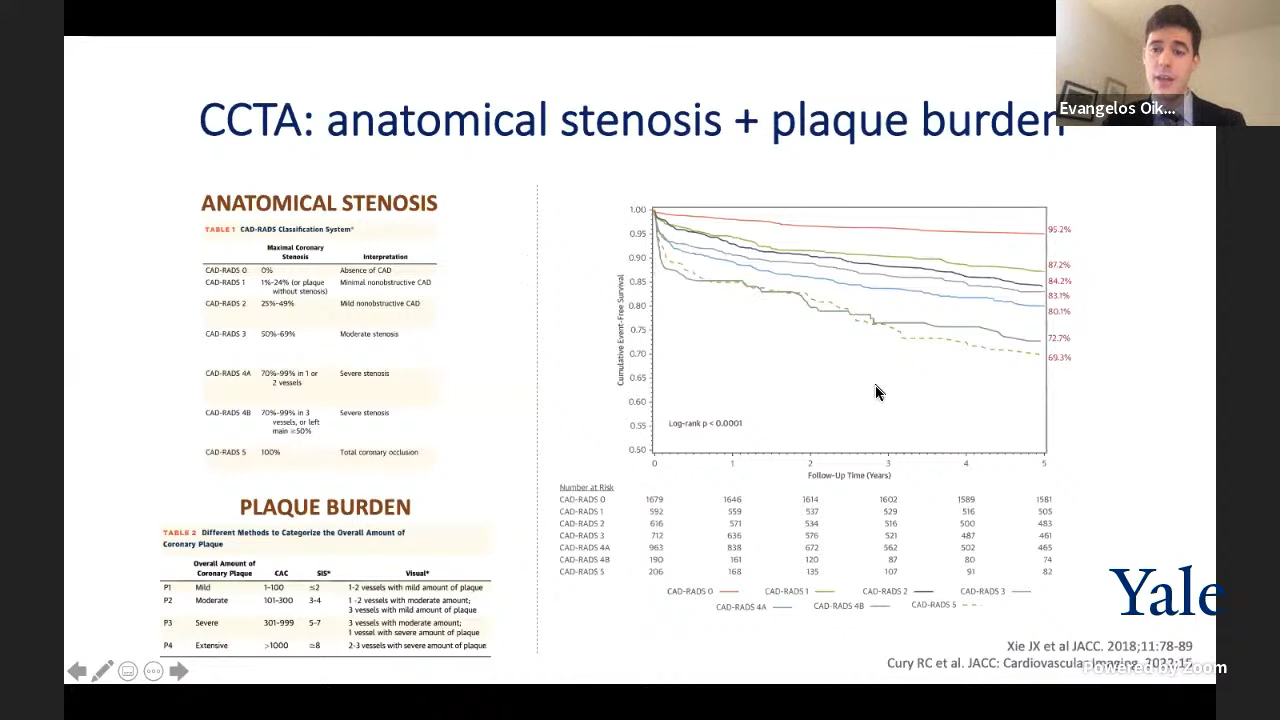 CCTA: anatomical stenosis + plaque burden
Evangelos Oik...
ANATOMICAL STENOSIS
TABLE 1 CAD-RADS Classification System*
Maximal Coronary
Stenosis Interpretation
CAD-RADS 0 0% Absence of CAD
CAD-RADS 1 1%-24% (or plaque Minimal nonobstructive CAD
without stenosis)
CAD-RADS 2 25%-49% Mild nonobstructive CAD
CAD-RADS 3 50%-69% Moderate stenosis
CAD-RADS 4A 70%-99% in 1 or Severe stenosis
2 vessels
CAD-RADS 4B 70%-99% in 3 Severe stenosis
vessels, or left
main ≥50%
CAD-RADS 5 100% Total coronary occlusion
PLAQUE BURDEN
TABLE 2 Different Methods to Categorize the Overall Amount of
Coronary Plaque
Overall Amount of
Coronary Plaque CAC SIS* Visual*
P1 Mild 1-100 ≤2 1-2 vessels with mild amount of plaque
P2 Moderate 101-300 3-4 1-2 vessels with moderate amount;
3 vessels with mild amount of plaque
P3 Severe 301-999 5-7 3 vessels with moderate amount;
1 vessel with severe amount of plaque
P4 Extensive >1000 ≥8 2-3 vessels with severe amount of plaque
Cumulative Event-Free Survival
1.00
0.95
0.90
0.85
0.80
0.75
0.70
0.65
0.60
0.55
0.50
95.2%
87.2%
84.2%
83.1%
80.1%
72.7%
69.3%
Log-rank p < 0.0001
0 1 2 3 4 5
Follow-Up Time (Years)
Number at Risk
CAD-RADS 0 1679 1646 1614 1602 1589 1581
CAD-RADS 1 592 559 537 529 516 505
CAD-RADS 2 616 571 534 516 500 483
CAD-RADS 3 712 636 576 521 487 461
CAD-RADS 4A 963 838 672 562 502 465
CAD-RADS 4B 190 161 120 87 80 74
CAD-RADS 5 206 168 135 107 91 82
CAD-RADS 0 CAD-RADS 1 CAD-RADS 2 CAD-RADS 3
CAD-RADS 4A CAD-RADS 4B CAD-RADS 5
Yale
Xie JX et al JACC. 2018;11:78-89
Cury RC et al. JACC: Cardiovascular Imaging. 2022;15
Powered by Zoom